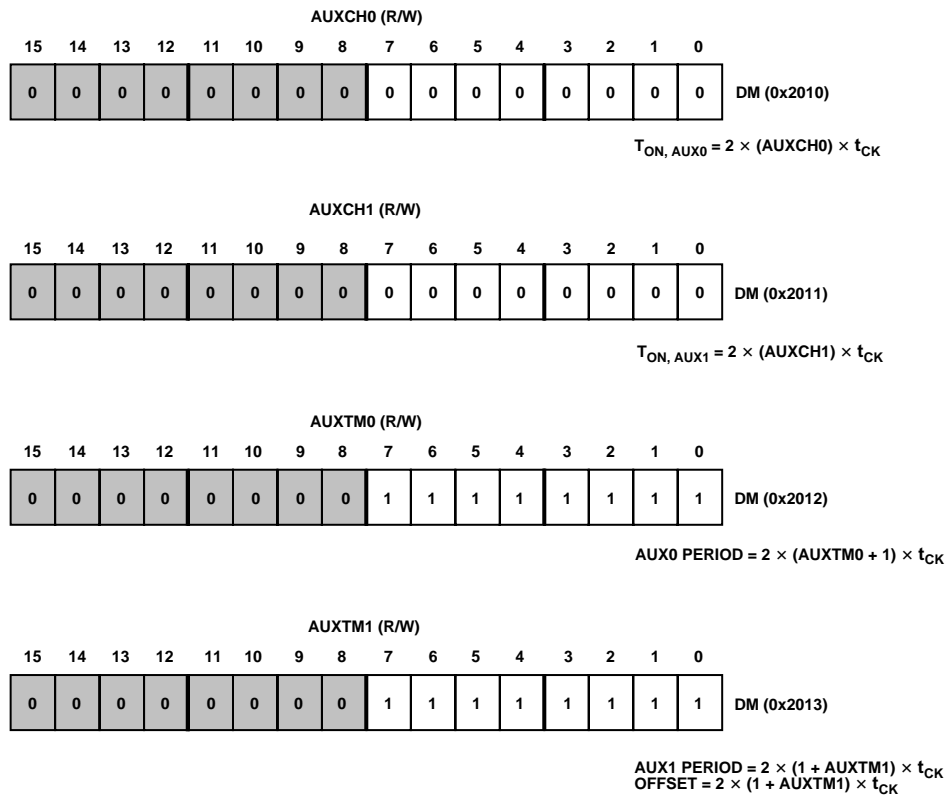 AUXCH0 (R/W)
15 14 13 12 11 10 9 8 7 6 5 4 3 2 1 0
0 0 0 0 0 0 0 0 0 0 0 0 0 0 0 0 DM (0x2010)
T_ON, AUX0 = 2 × (AUXCH0) × t_CK
AUXCH1 (R/W)
15 14 13 12 11 10 9 8 7 6 5 4 3 2 1 0
0 0 0 0 0 0 0 0 0 0 0 0 0 0 0 0 DM (0x2011)
T_ON, AUX1 = 2 × (AUXCH1) × t_CK
AUXTM0 (R/W)
15 14 13 12 11 10 9 8 7 6 5 4 3 2 1 0
0 0 0 0 0 0 0 0 1 1 1 1 1 1 1 1 DM (0x2012)
AUX0 PERIOD = 2 × (AUXTM0 + 1) × t_CK
AUXTM1 (R/W)
15 14 13 12 11 10 9 8 7 6 5 4 3 2 1 0
0 0 0 0 0 0 0 0 1 1 1 1 1 1 1 1 DM (0x2013)
AUX1 PERIOD = 2 × (1 + AUXTM1) × t_CK
OFFSET = 2 × (1 + AUXTM1) × t_CK